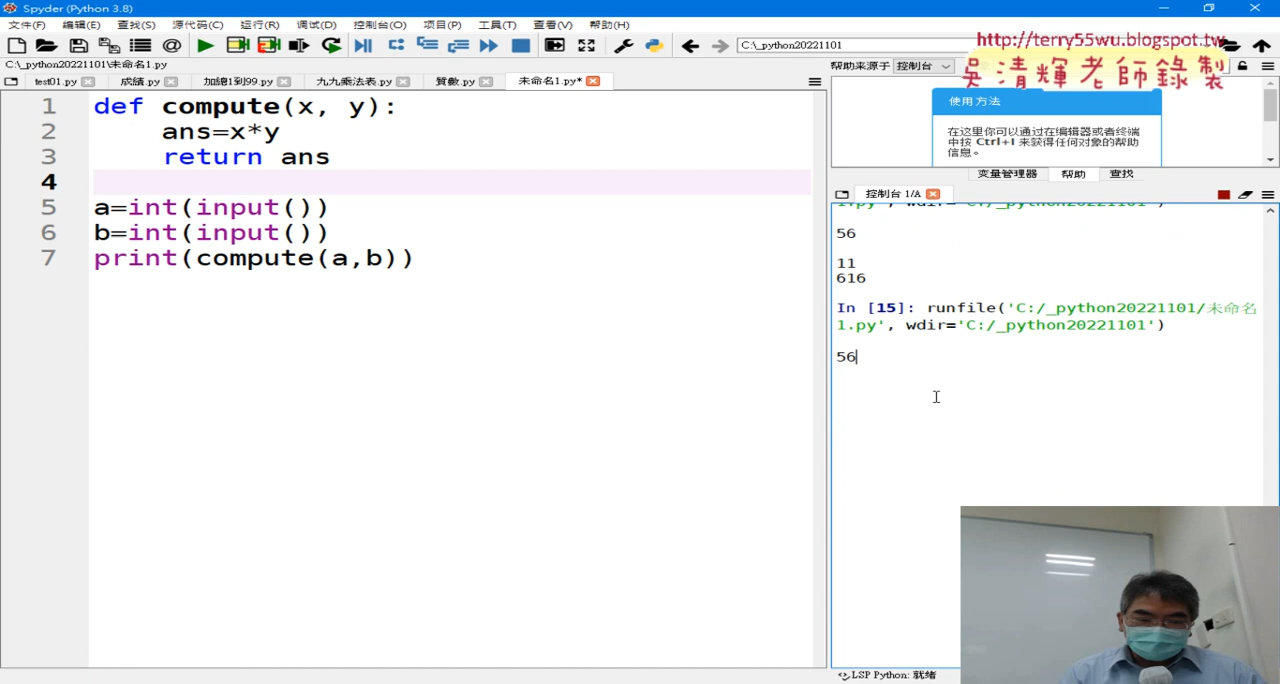 Spyder (Python 3.8)
文件(F) 编辑(E) 查找(S) 源代码(C) 运行(R) 调试(D) 控制台(O) 项目(P) 工具(T) 查看(V) 帮助(H)
C:\_python20221101
http://terry55wu.blogspot.tw
C:\_python20221101\未命名1.py
帮助来源于 控制台
吳清輝老師錄製
test01.py 成績.py 加總1到99.py 九九乘法表.py 質數.py 未命名1.py*
1 def compute(x, y):
2 ans=x*y
3 return ans
4
5 a=int(input())
6 b=int(input())
7 print(compute(a,b))
使用方法
在这里你可以通过在编辑器或者终端
中按 Ctrl+I 来获得任何对象的帮助
信息。
变量管理器 帮助 查找
控制台 1/A
1.py', wdir='C:/_python20221101')
56
11
616
In [15]: runfile('C:/_python20221101/未命名
1.py', wdir='C:/_python20221101')
56
LSP Python: 就绪